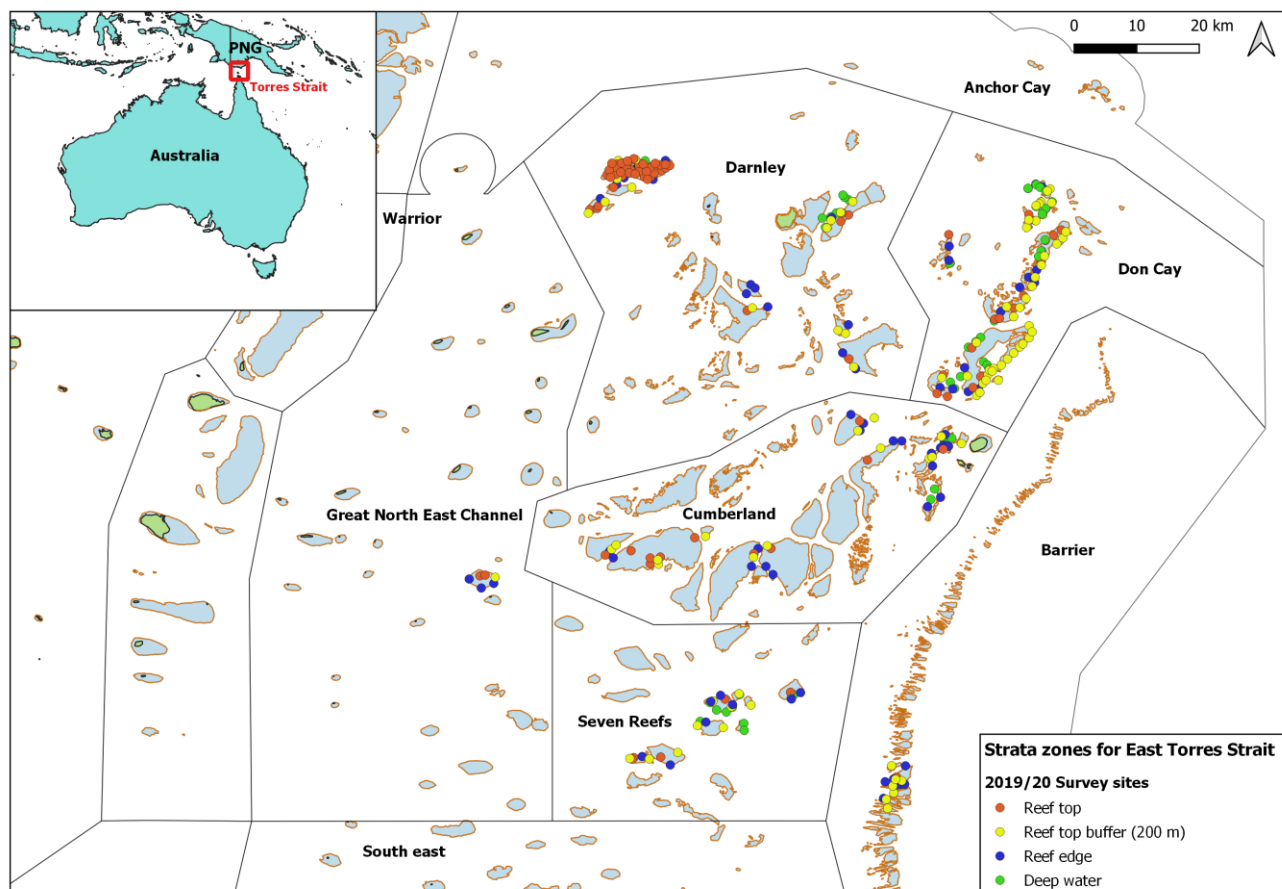 PNG
Torres Strait
Australia
0 10 20 km
Anchor Cay
Darnley
Warrior
Don Cay
Great North East Channel
Cumberland
Barrier
Seven Reefs
South east
Strata zones for East Torres Strait
2019/20 Survey sites
Reef top
Reef top buffer (200 m)
Reef edge
Deep water